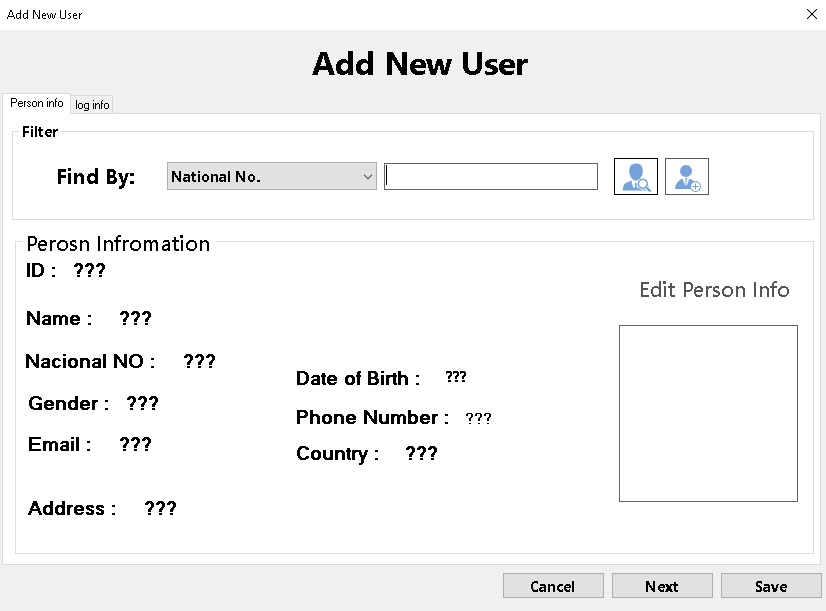 Add New User
Add New User
Person info log info
Filter
Find By: National No.
Perosn Infromation
ID : ???
Edit Person Info
Name : ???
Nacional NO : ???
Date of Birth : ???
Gender : ???
Phone Number : ???
Email : ???
Country : ???
Address : ???
Cancel Next Save